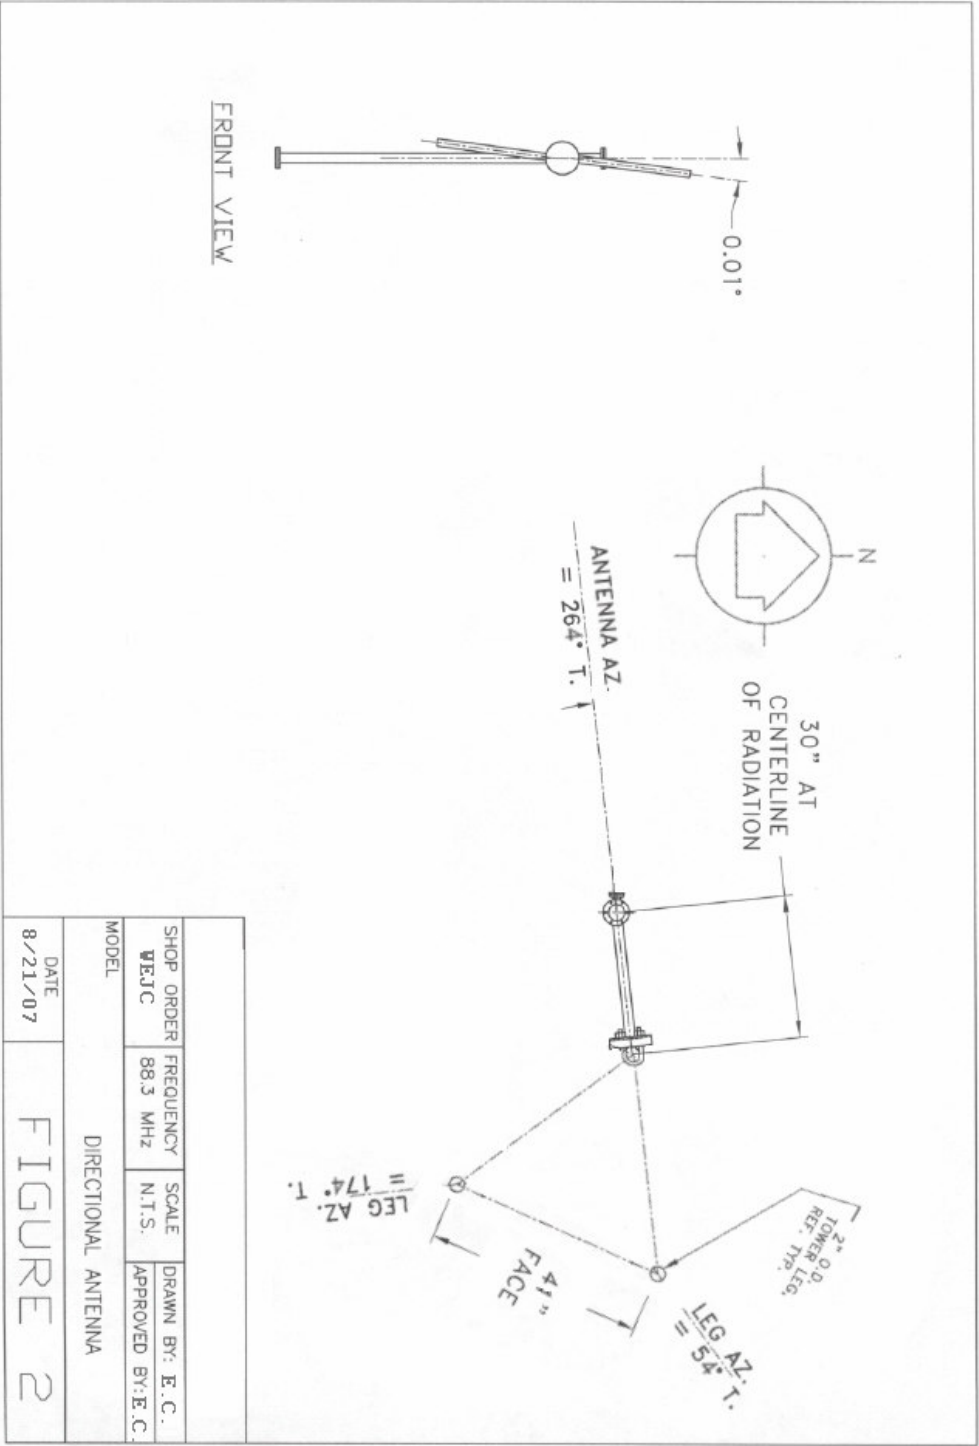 0.01°
FRONT VIEW
N
ANTENNA AZ.
= 264° T.
30" AT
CENTERLINE
OF RADIATION
2"
TOWER O.D.
REF. TYP. LEG.
LEG AZ.
= 54° T.
FACE
LEG AZ.
= 174° T.
SHOP ORDER
WEJC
FREQUENCY
88.3 MHz
SCALE
N.T.S.
DRAWN BY: E.C.
APPROVED BY: E.C.
MODEL
DIRECTIONAL ANTENNA
DATE
8/21/07
FIGURE 2